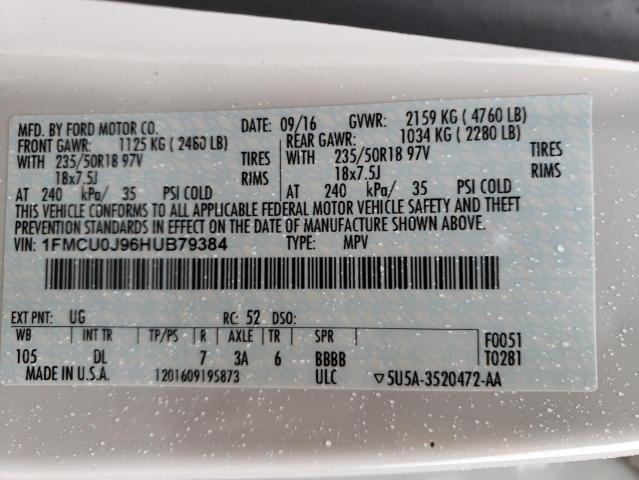 MFD. BY FORD MOTOR CO. DATE: 09/16 GVWR: 2159 KG ( 4760 LB)
FRONT GAWR: 1125 KG ( 2480 LB) REAR GAWR: 1034 KG ( 2280 LB)
WITH 235/50R18 97V TIRES WITH 235/50R18 97V TIRES
18x7.5J RIMS 18x7.5J RIMS
AT 240 kPa/ 35 PSI COLD AT 240 kPa/ 35 PSI COLD
THIS VEHICLE CONFORMS TO ALL APPLICABLE FEDERAL MOTOR VEHICLE SAFETY AND THEFT
PREVENTION STANDARDS IN EFFECT ON THE DATE OF MANUFACTURE SHOWN ABOVE.
VIN: 1FMCU0J96HUB79384 TYPE: MPV
EXT PNT: UG RC: 52 DSO:
WB INT TR TP/PS R AXLE TR SPR F0051
105 DL 7 3A 6 BBBB T0281
MADE IN U.S.A. 1201609195873 ULC ▽5U5A-3520472-AA